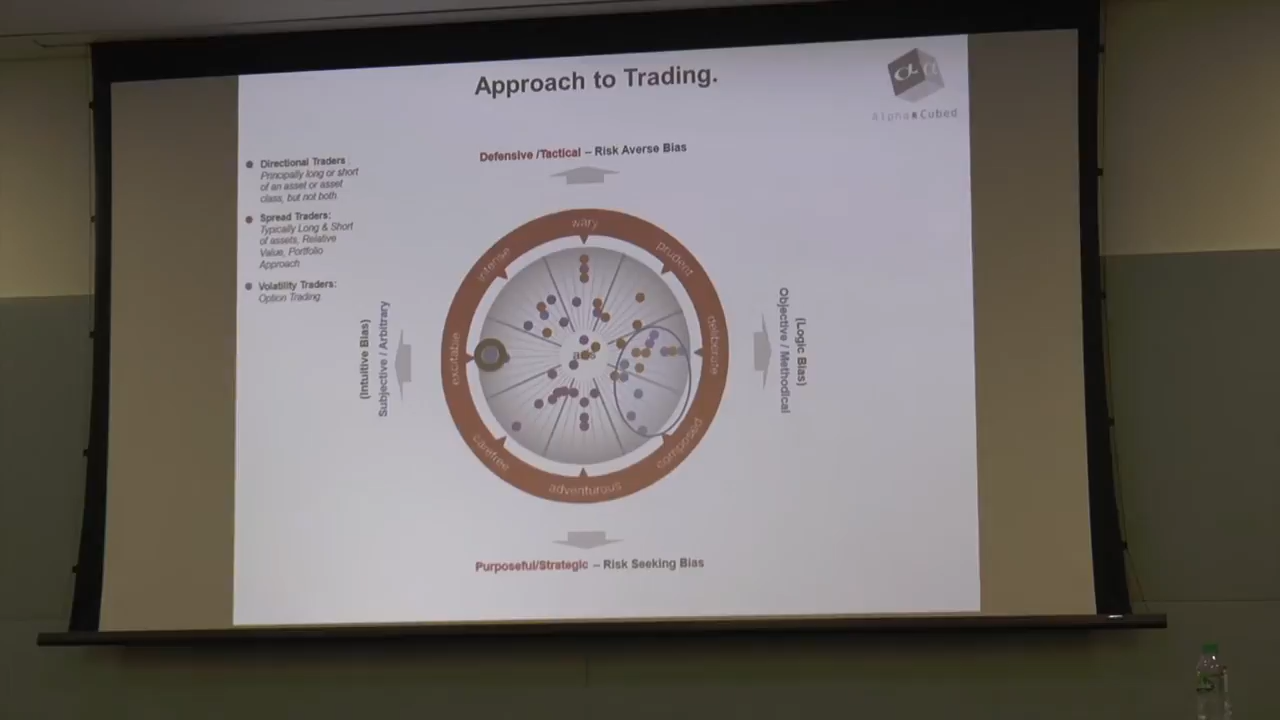 Approach to Trading.
Alpha R Cubed
Defensive /Tactical – Risk Averse Bias
Directional Traders
Principally long or short
of an asset or asset
class, but not both
Spread Traders:
Typically Long & Short
of assets, Relative
Value, Portfolio
Approach
Volatility Traders:
Option Trading
(Intuitive Bias)
Subjective / Arbitrary
wary
intense
prudent
excitable
deliberate
carefree
composed
adventurous
(Logic Bias)
Objective / Methodical
Purposeful/Strategic – Risk Seeking Bias